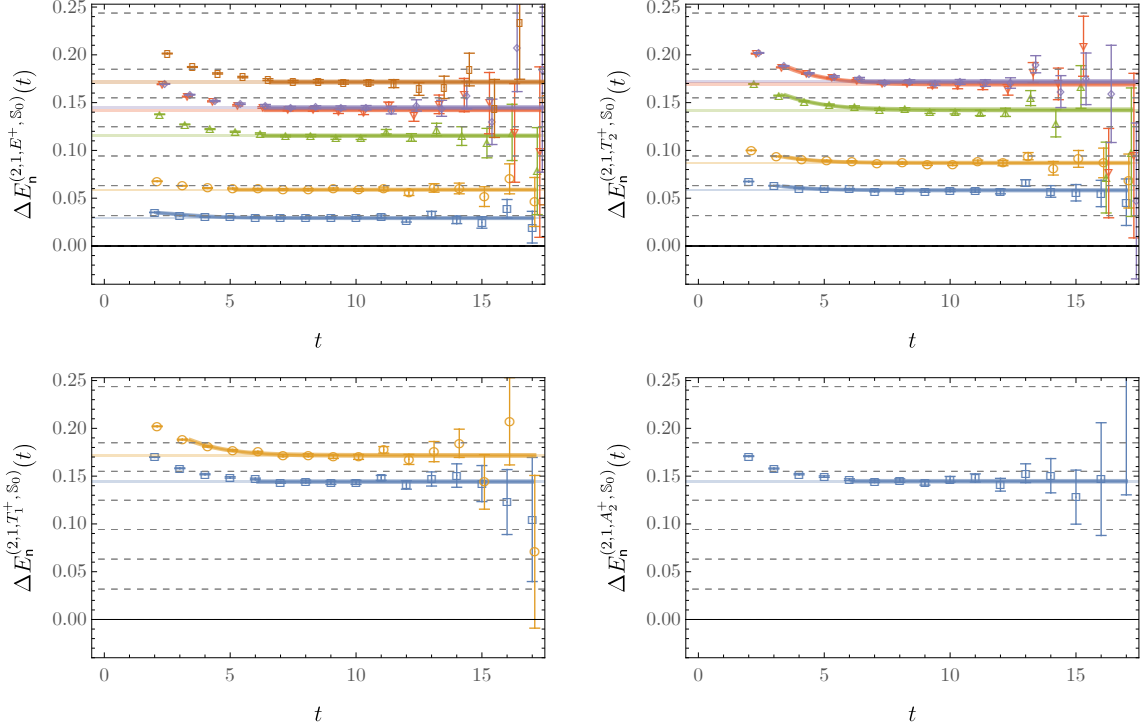 0.25
0.20
0.15
0.10
0.05
0.00
0 5 10 15
t
ΔE_n^{(2,1,E^+,𝕊_0)}(t)
0.25
0.20
0.15
0.10
0.05
0.00
0 5 10 15
t
ΔE_n^{(2,1,T_2^+,𝕊_0)}(t)
0.25
0.20
0.15
0.10
0.05
0.00
0 5 10 15
t
ΔE_n^{(2,1,T_1^+,𝕊_0)}(t)
0.25
0.20
0.15
0.10
0.05
0.00
0 5 10 15
t
ΔE_n^{(2,1,A_2^+,𝕊_0)}(t)